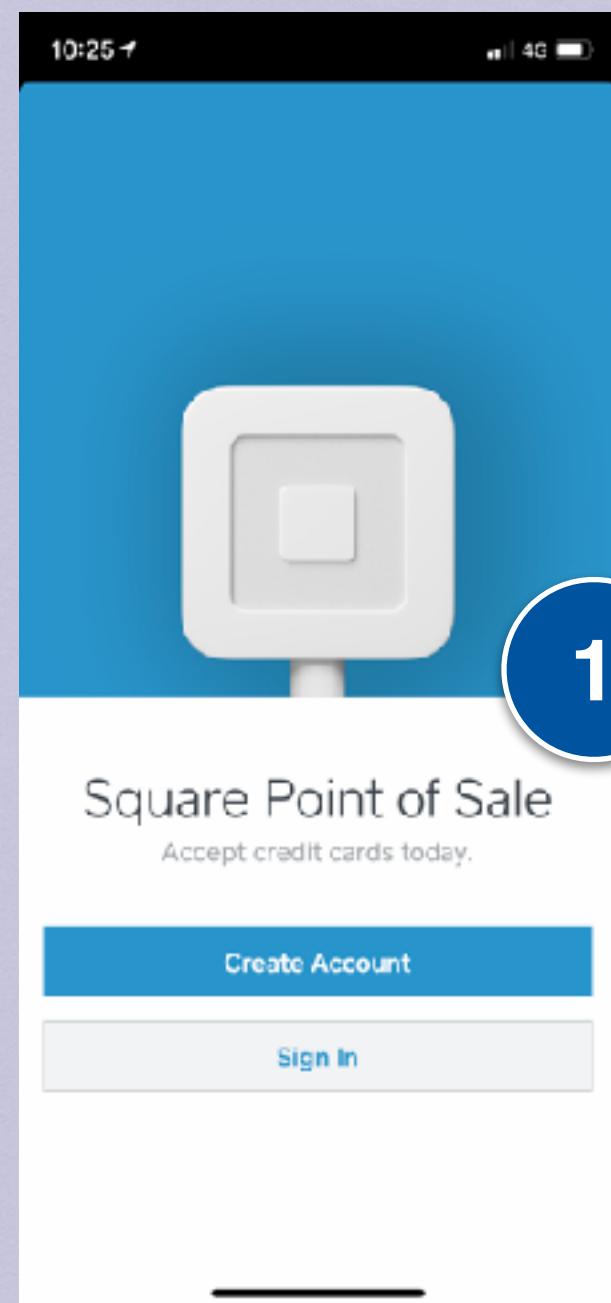 10:25
4G
1
Square Point of Sale
Accept credit cards today.
Create Account
Sign In